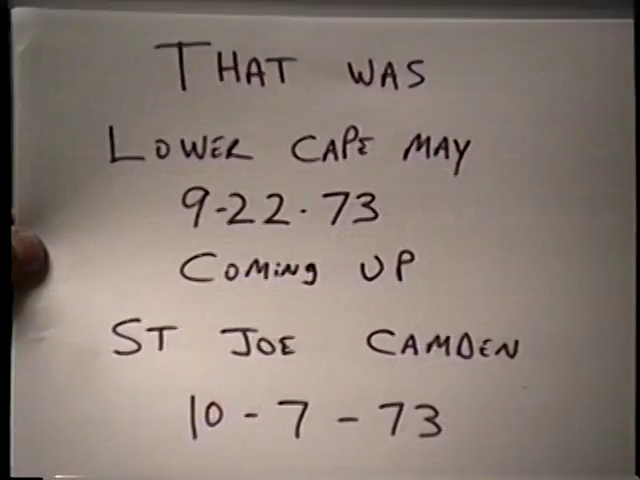 THAT WAS
LOWER CAPE MAY
9-22-73
COMiNg UP
ST JOE CAMDEN
10-7-73